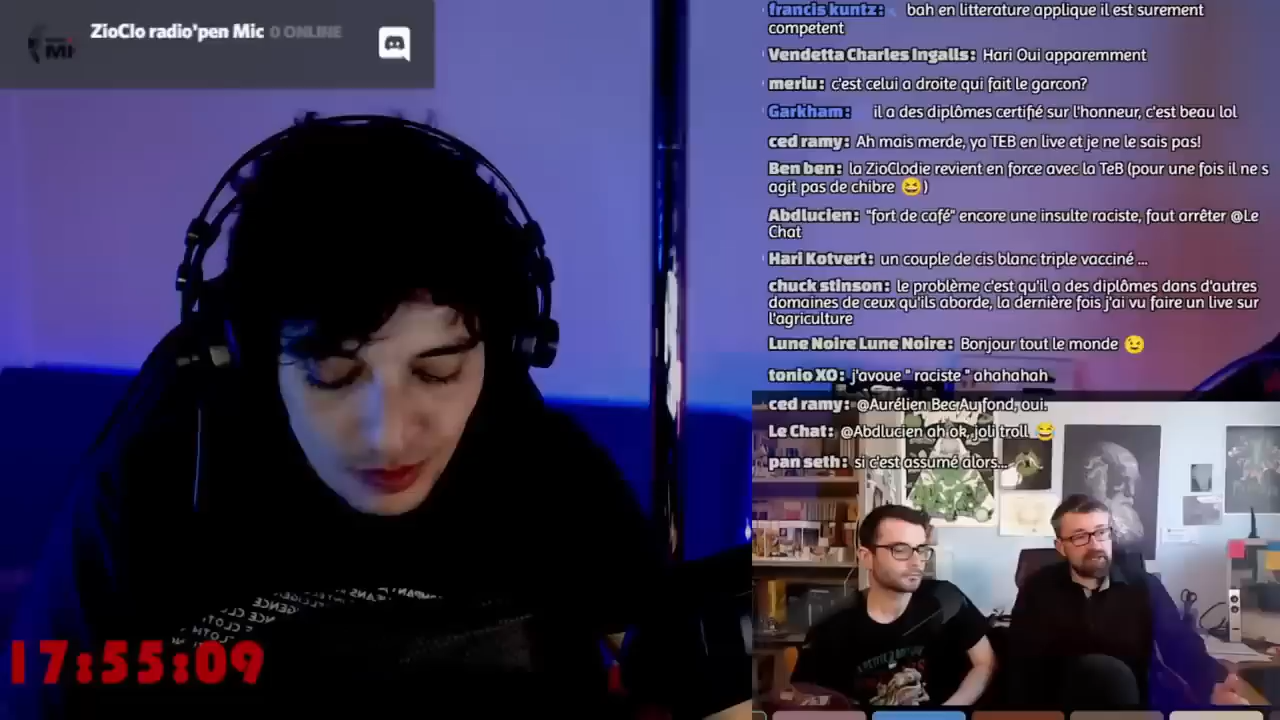 ZioClo radio'pen Mic 0 ONLINE
MI
francis kuntz: bah en litterature applique il est surement
competent
Vendetta Charles Ingalls: Hari Oui apparemment
merlu: c'est celui a droite qui fait le garcon?
Garkham: il a des diplômes certifié sur l'honneur, c'est beau lol
ced ramy: Ah mais merde, ya TEB en live et je ne le sais pas!
Ben ben: la ZioClodie revient en force avec la TeB (pour une fois il ne s
agit pas de chibre 😆)
Abdlucien: "fort de café" encore une insulte raciste, faut arrêter @Le
Chat
Hari Kotvert: un couple de cis blanc triple vacciné ...
chuck stinson: le problème c'est qu'il a des diplômes dans d'autres
domaines de ceux qu'ils aborde, la dernière fois j'ai vu faire un live sur
l'agriculture
Lune Noire Lune Noire: Bonjour tout le monde 😉
tonio XO: j'avoue " raciste " ahahahah
ced ramy: @Aurélien Bec Au fond, oui.
Le Chat: @Abdlucien ah ok, joli troll 😂
pan seth: si c'est assumé alors...
17:55:09